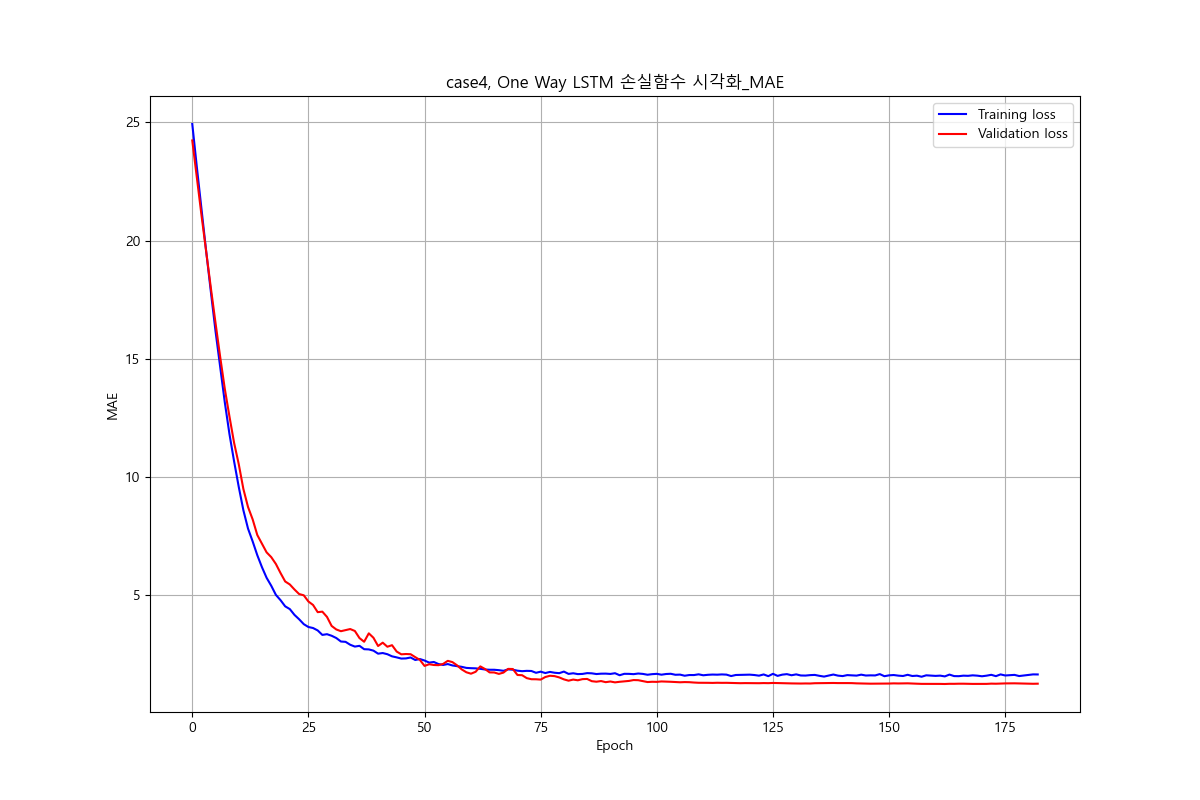 case4, One Way LSTM 손실함수 시각화_MAE
Training loss
Validation loss
25
20
15
10
5
MAE
0 25 50 75 100 125 150 175
Epoch